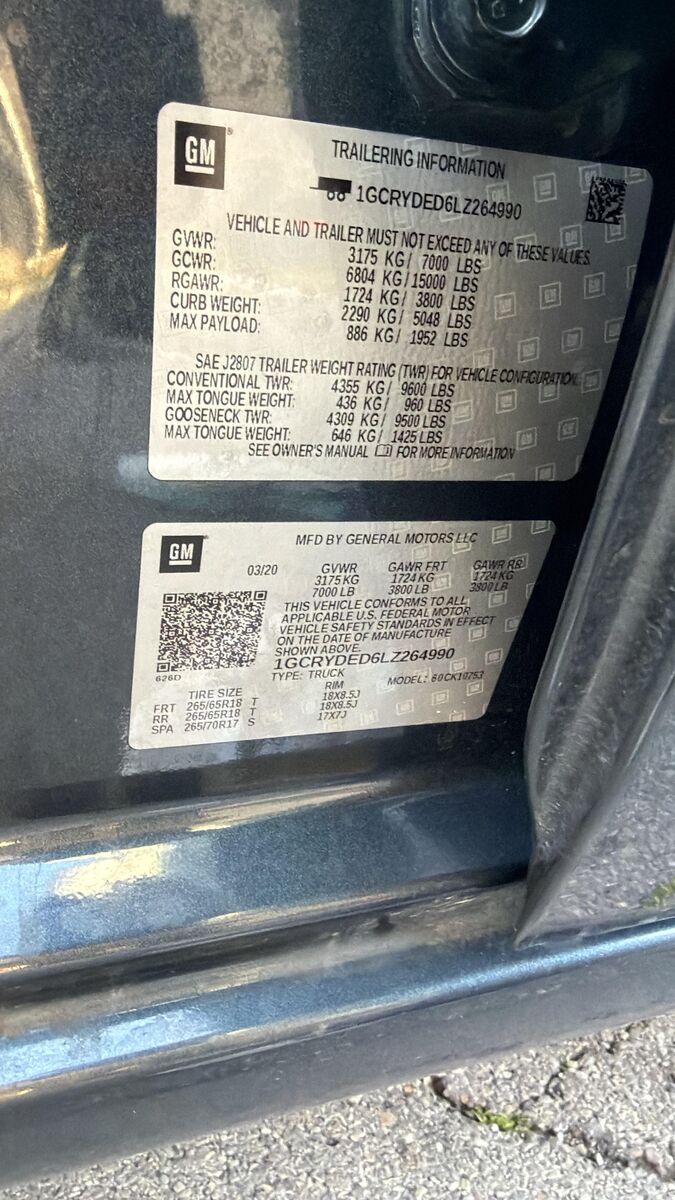 GM
TRAILERING INFORMATION
1GCRYDED6LZ264990
VEHICLE AND TRAILER MUST NOT EXCEED ANY OF THESE VALUES.
GVWR: 3175 KG/ 7000 LBS
GCWR: 6804 KG/15000 LBS
RGAWR: 1724 KG/ 3800 LBS
CURB WEIGHT: 2290 KG/ 5048 LBS
MAX PAYLOAD: 886 KG/ 1952 LBS
SAE J2807 TRAILER WEIGHT RATING (TWR) FOR VEHICLE CONFIGURATION.
CONVENTIONAL TWR: 4355 KG/ 9600 LBS
MAX TONGUE WEIGHT: 436 KG/ 960 LBS
GOOSENECK TWR: 4309 KG/ 9500 LBS
MAX TONGUE WEIGHT: 646 KG/ 1425 LBS
SEE OWNER'S MANUAL FOR MORE INFORMATION
GM
MFD BY GENERAL MOTORS LLC
03/20 GVWR GAWR FRT GAWR RR
3175KG 1724 KG 1724 KG
7000 LB 3800 LB 3800 LB
THIS VEHICLE CONFORMS TO ALL
APPLICABLE U.S. FEDERAL MOTOR
VEHICLE SAFETY STANDARDS IN EFFECT
ON THE DATE OF MANUFACTURE
SHOWN ABOVE.
1GCRYDED6LZ264990
626D
TYPE: TRUCK MODEL: 60CK10753
TIRE SIZE RIM
FRT 265/65R18 T 18X8.5J
RR 265/65R18 T 18X8.5J
SPA 265/70R17 S 17X7J